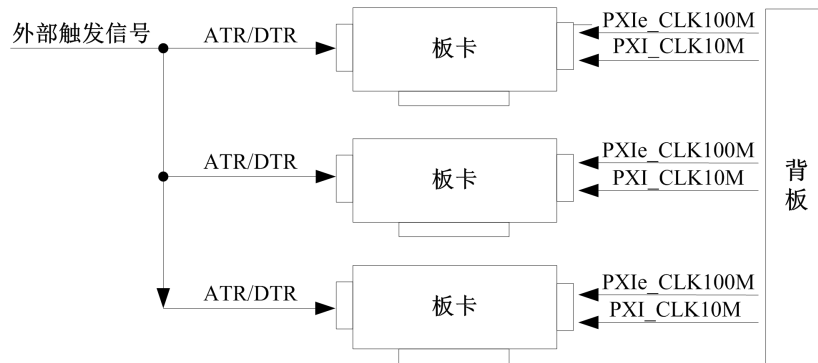 外部触发信号
ATR/DTR
板卡
PXIe_CLK100M
PXI_CLK10M
ATR/DTR
板卡
PXIe_CLK100M
PXI_CLK10M
背板
ATR/DTR
板卡
PXIe_CLK100M
PXI_CLK10M